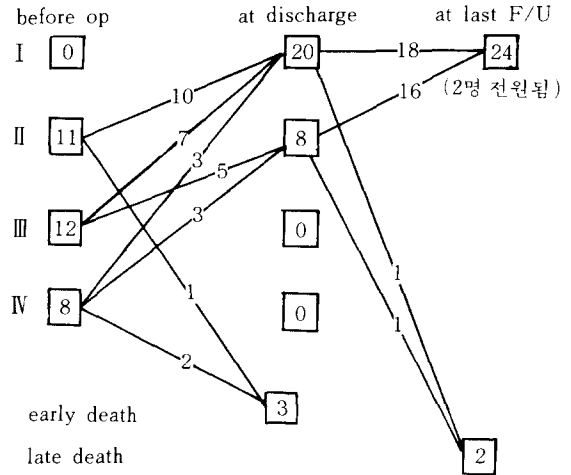 before op at discharge at last F/U
I 0 20 18 24
10 16 (2명 전원됨)
II 11 7 8
3
5
III 12 3 0
IV 8 1 0 1
2 1
3
early death
2
late death